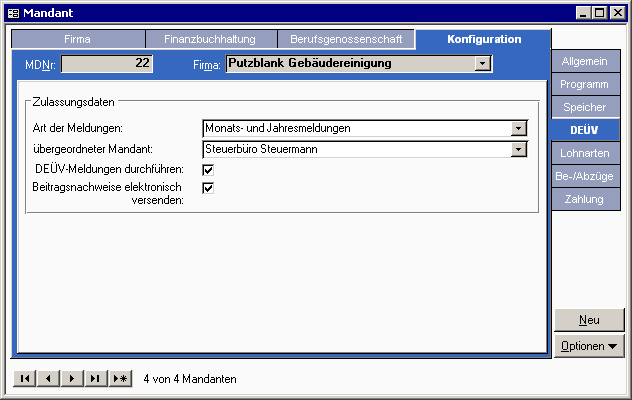 Mandant
Firma Finanzbuchhaltung Berufsgenossenschaft Konfiguration
MDNr: 22 Firma: Putzblank Gebäudereinigung
Allgemein
Programm
Speicher
DEÜV
Lohnarten
Be-/Abzüge
Zahlung
Zulassungsdaten
Art der Meldungen: Monats- und Jahresmeldungen
übergeordneter Mandant: Steuerbüro Steuermann
DEÜV-Meldungen durchführen:
Beitragsnachweise elektronisch
versenden:
Neu
Optionen
4 von 4 Mandanten